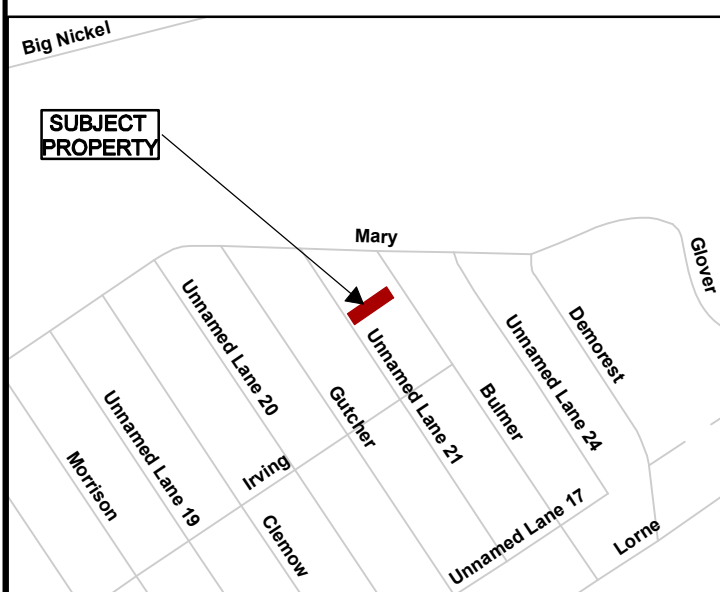 Big Nickel
SUBJECT
PROPERTY
Mary
Glover
Unnamed Lane 20
Demorest
Unnamed Lane 24
Unnamed Lane 21
Gutcher
Bulmer
Unnamed Lane 19
Irving
Morrison
Clemow
Unnamed Lane 17
Lorne